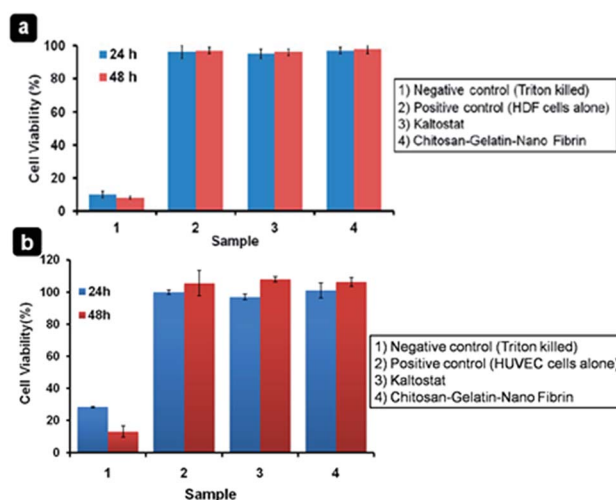 a
Cell Viability (%)
100
80
60
40
20
0
24 h
48 h
1 2 3 4
Sample
1) Negative control (Triton killed)
2) Positive control (HDF cells alone)
3) Kaltostat
4) Chitosan-Gelatin-Nano Fibrin
b
Cell Viability(%)
120
100
80
60
40
20
0
24h
48h
1 2 3 4
Sample
1) Negative control (Triton killed)
2) Positive control (HUVEC cells alone)
3) Kaltostat
4) Chitosan-Gelatin-Nano Fibrin